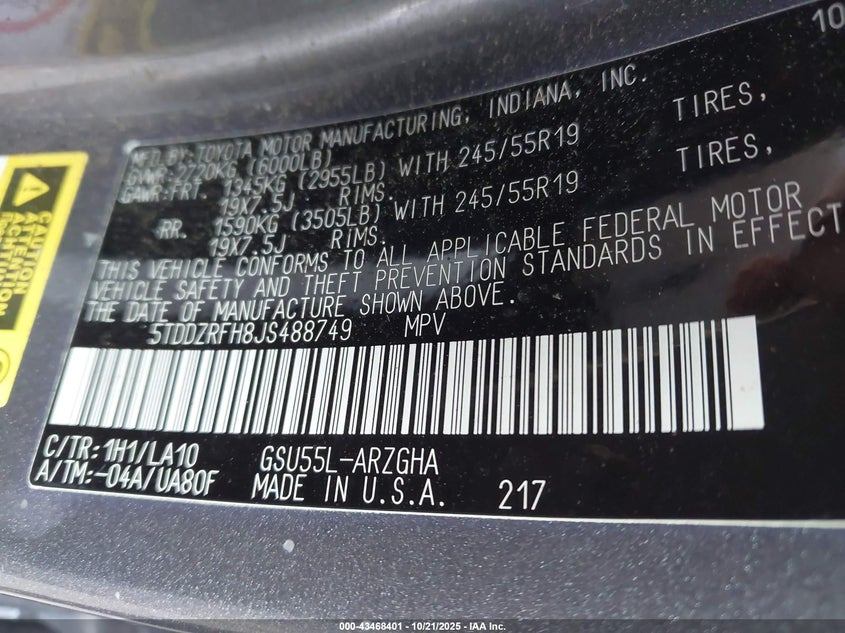 10
MFD.BY:TOYOTA MOTOR MANUFACTURING, INDIANA, INC.
GVWR:2720KG (6000LB)
GAWR:FRT. 1345KG (2955LB) WITH 245/55R19 TIRES,
19X7.5J RIMS.
RR. 1590KG (3505LB) WITH 245/55R19 TIRES,
19X7.5J RIMS.
THIS VEHICLE CONFORMS TO ALL APPLICABLE FEDERAL MOTOR
VEHICLE SAFETY AND THEFT PREVENTION STANDARDS IN EFFECT
THE DATE OF MANUFACTURE SHOWN ABOVE.
5TDDZRFH8JS488749 MPV
C/TR:1H1/LA10 GSU55L-ARZGHA
A/TM:-04A/UA80F MADE IN U.S.A. 217
CAUTION
ATTENTION
000-43468401 - 10/21/2025 - IAA Inc.